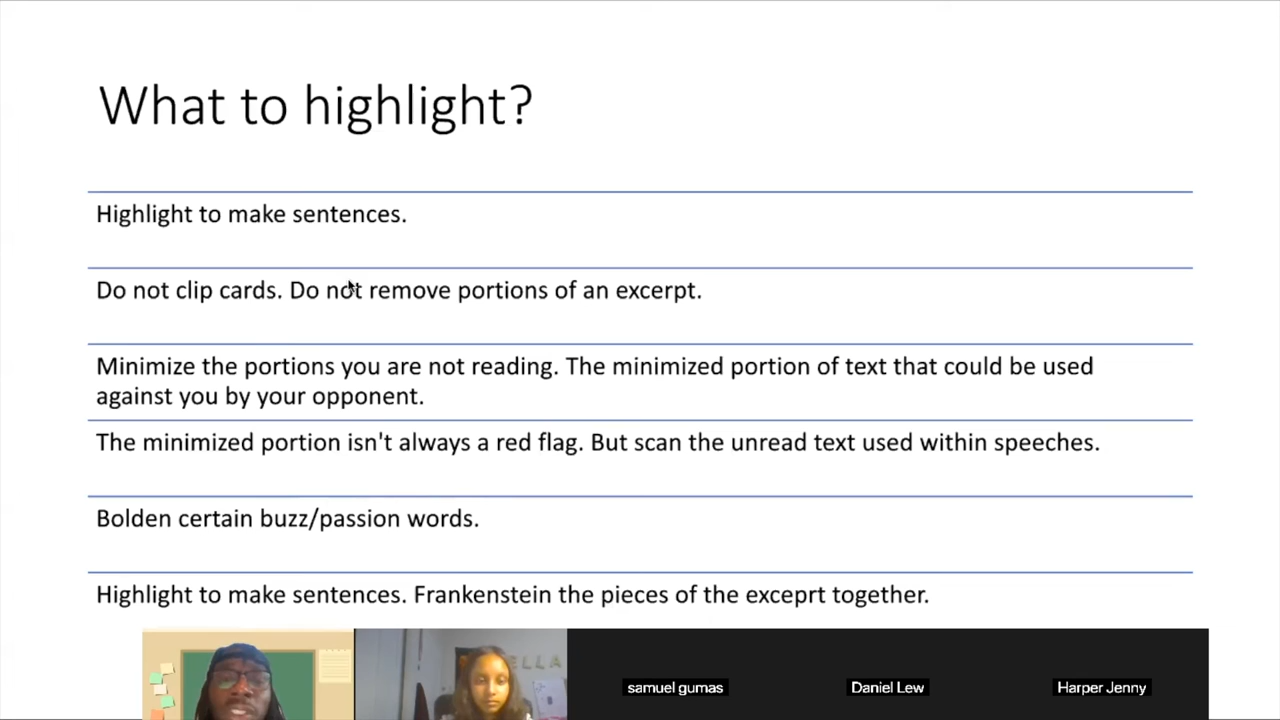 What to highlight?
Highlight to make sentences.
Do not clip cards. Do not remove portions of an excerpt.
Minimize the portions you are not reading. The minimized portion of text that could be used
against you by your opponent.
The minimized portion isn't always a red flag. But scan the unread text used within speeches.
Bolden certain buzz/passion words.
Highlight to make sentences. Frankenstein the pieces of the exceprt together.
ELLA
samuel gumas
Daniel Lew
Harper Jenny